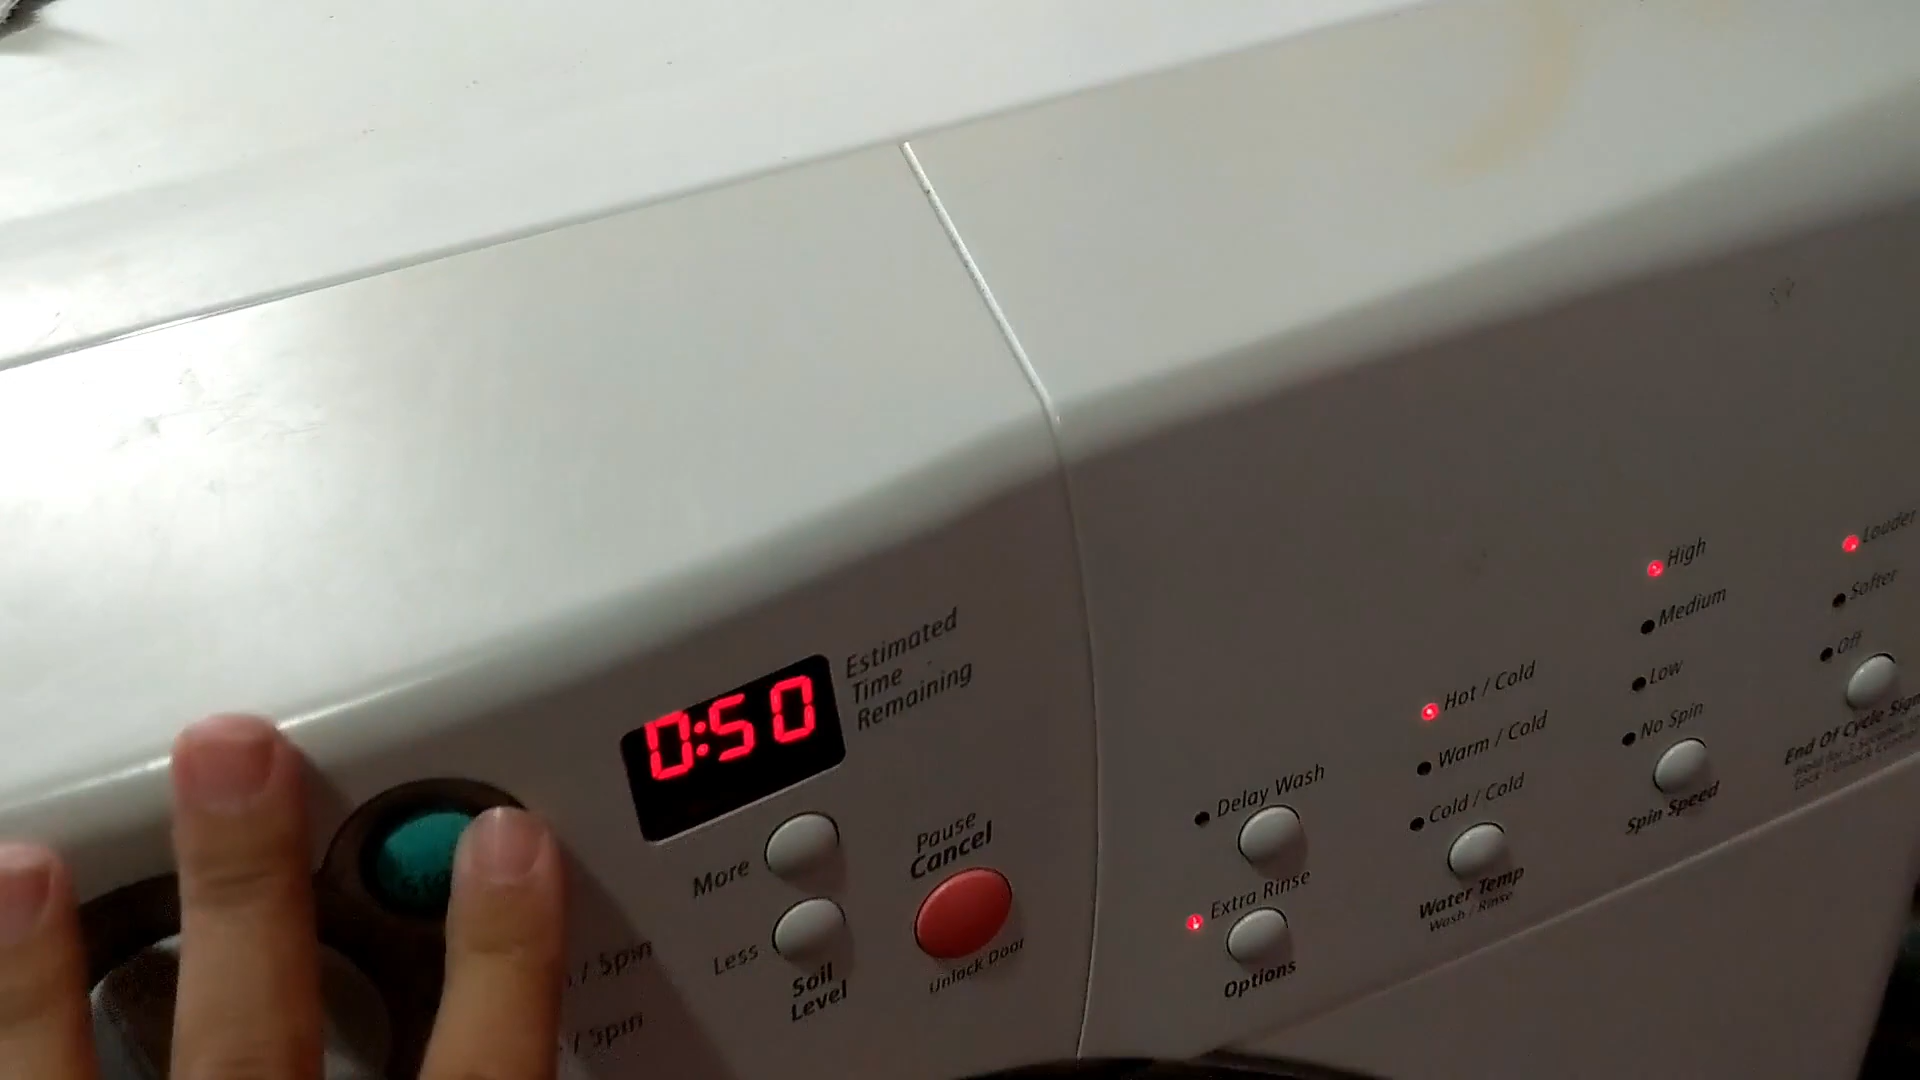 0:50
Estimated
Time
Remaining
More
Less
Soil
Level
/ Spin
/ Spin
Pause
Cancel
Unlock Door
Delay Wash
Extra Rinse
Options
Hot / Cold
Warm / Cold
Cold / Cold
Water Temp
Wash / Rinse
High
Medium
Low
No Spin
Spin Speed
Louder
Softer
Off
End Of Cycle